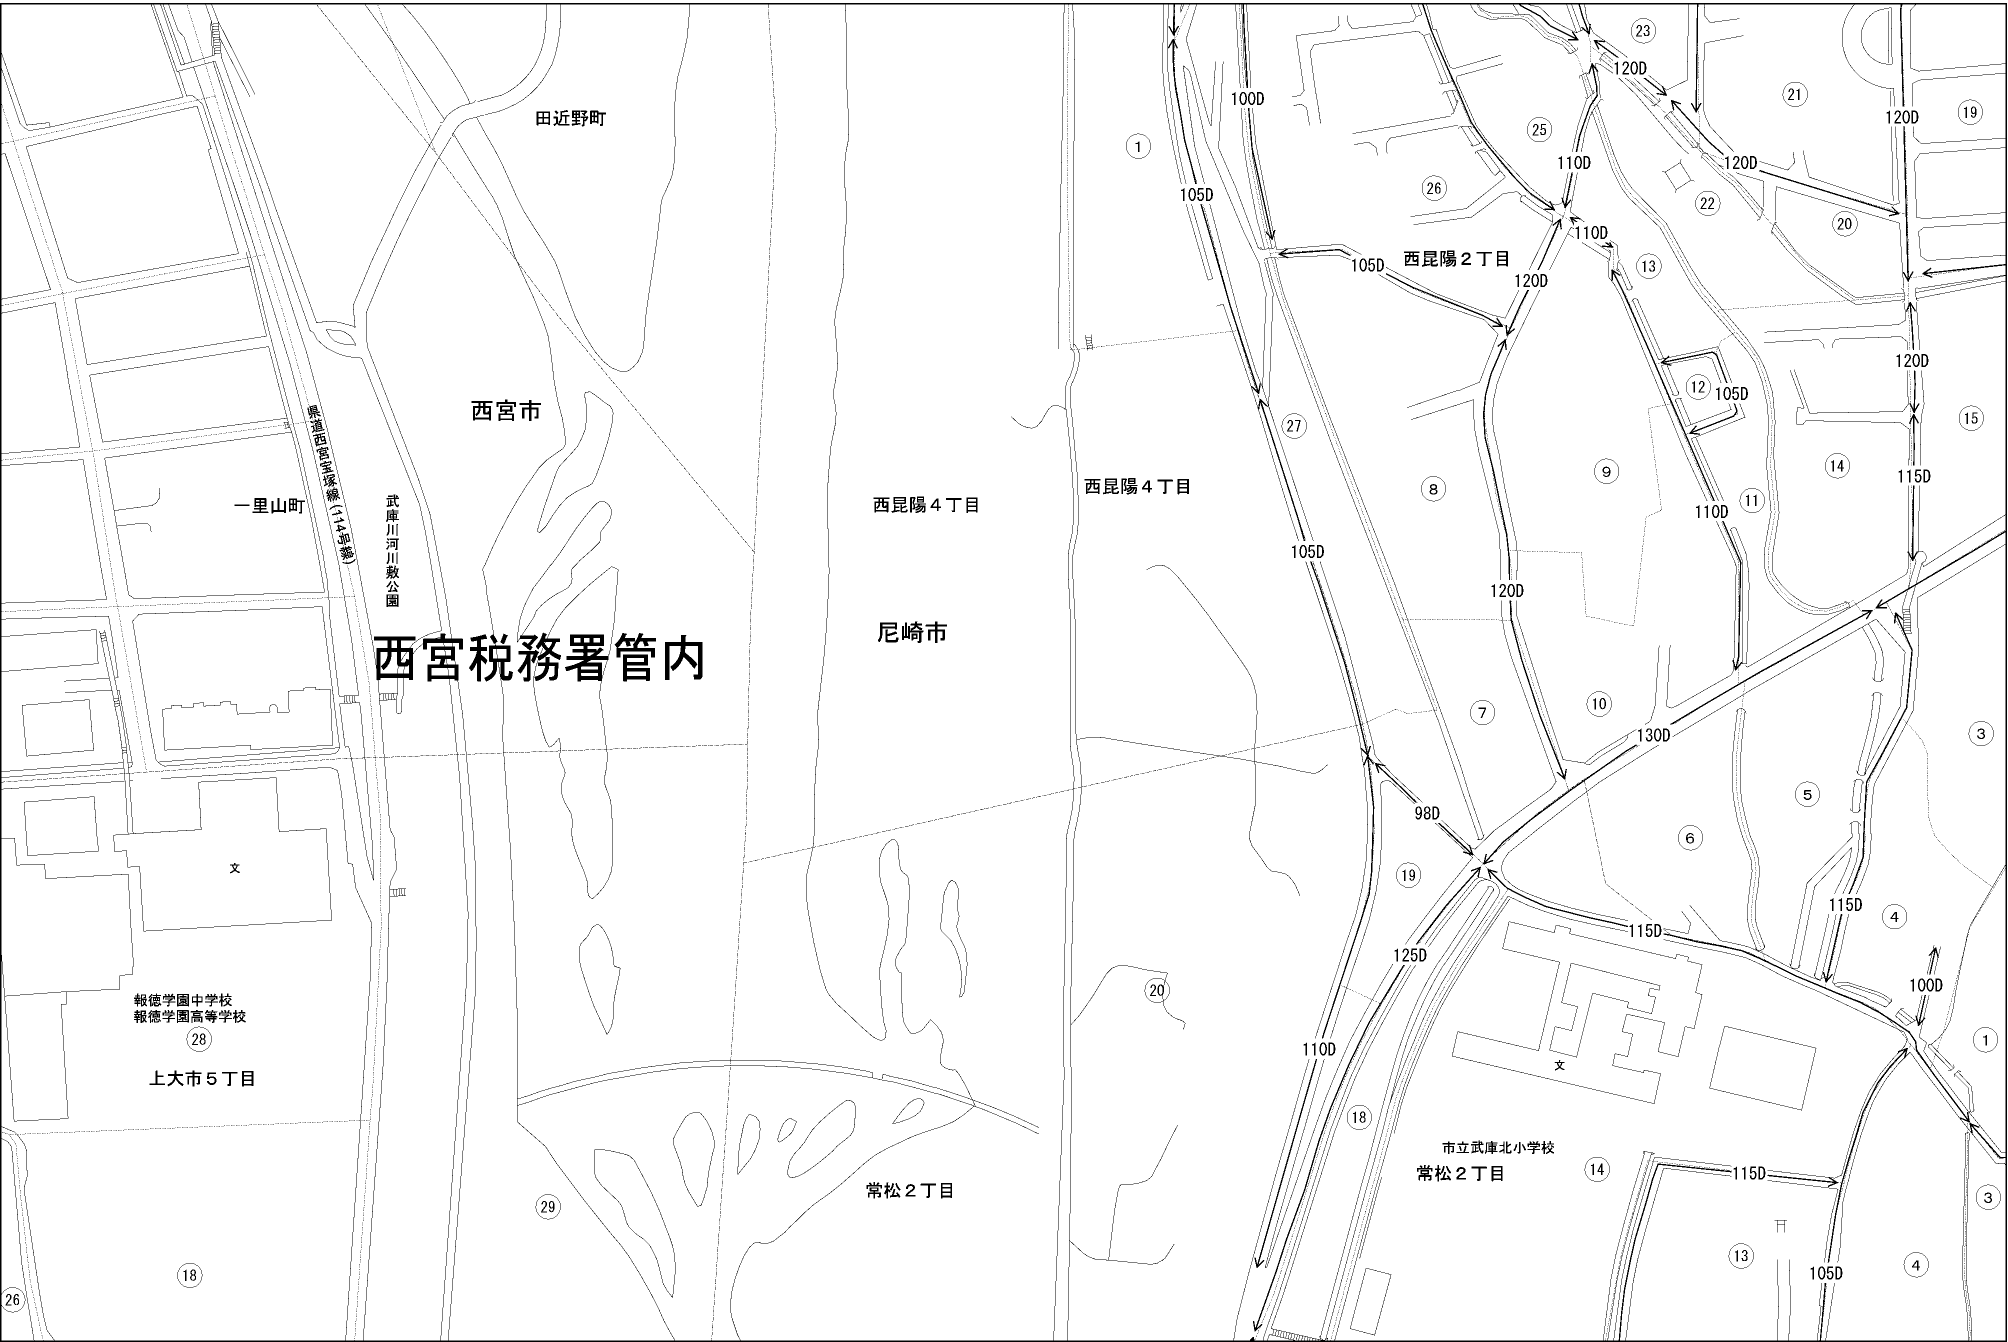 23
120D
21
100D
120D
19
田近野町
25
1
110D
120D
26
105D
22
20
110D
西昆陽２丁目
105D
13
120D
120D
12
105D
西宮市
県道西宮宝塚線(114号線)
27
15
14
9
115D
8
西昆陽４丁目
西昆陽４丁目
11
一里山町
武庫川河川敷公園
110D
105D
120D
尼崎市
西宮税務署管内
10
7
130D
3
5
98D
6
文
19
115D
4
115D
125D
100D
20
報徳学園中学校
報徳学園高等学校
28
1
110D
文
上大市５丁目
18
市立武庫北小学校
14
常松２丁目
115D
常松２丁目
3
29
13
4
18
105D
26